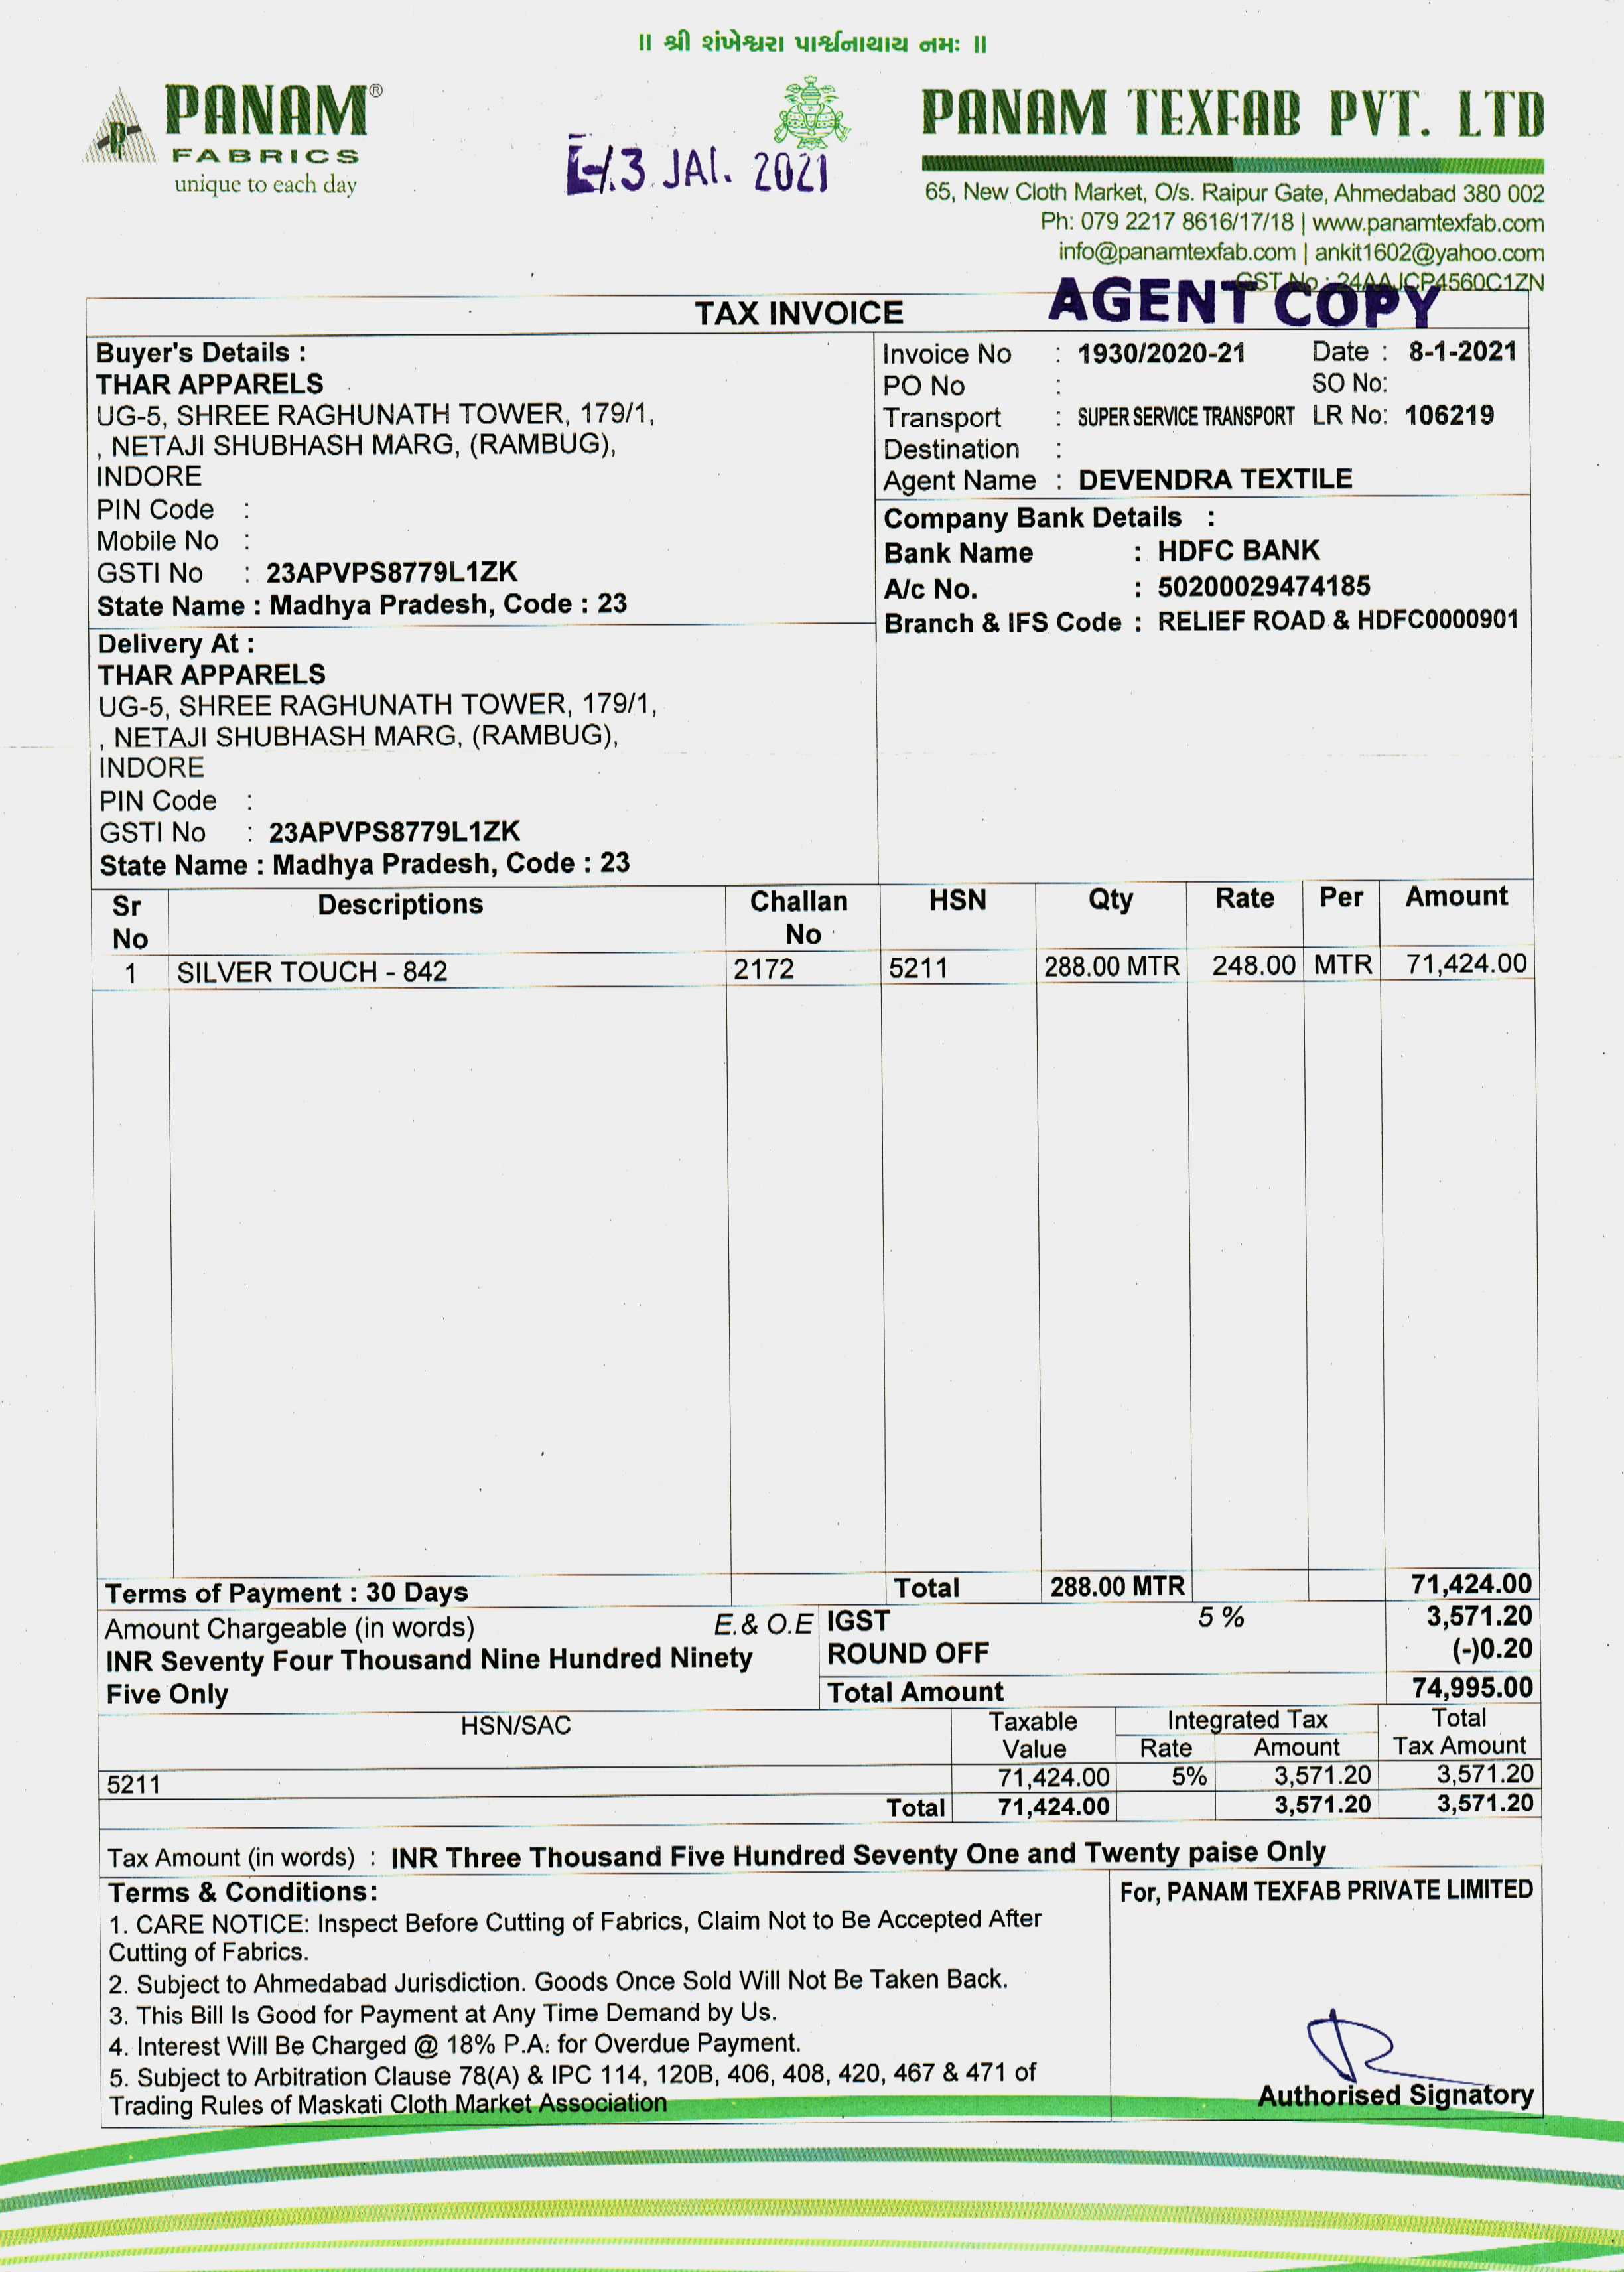 ॥ શ્રી શંખેશ્વરા પાર્શ્વનાથાય નમઃ ॥
PANAM®
FABRICS
unique to each day
3 JAN. 2021
PANAM TEXFAB PVT. LTD
65, New Cloth Market, O/s. Raipur Gate, Ahmedabad 380 002
Ph: 079 2217 8616/17/18 | www.panamtexfab.com
info@panamtexfab.com | ankit1602@yahoo.com
GST No : 24AAJCP4560C1ZN
AGENT COPY
TAX INVOICE
Buyer's Details :
THAR APPARELS
UG-5, SHREE RAGHUNATH TOWER, 179/1,
, NETAJI SHUBHASH MARG, (RAMBUG),
INDORE
PIN Code :
Mobile No :
GSTI No : 23APVPS8779L1ZK
State Name : Madhya Pradesh, Code : 23
Invoice No : 1930/2020-21 Date : 8-1-2021
PO No : SO No:
Transport : SUPER SERVICE TRANSPORT LR No: 106219
Destination :
Agent Name : DEVENDRA TEXTILE
Company Bank Details :
Bank Name : HDFC BANK
A/c No. : 50200029474185
Branch & IFS Code : RELIEF ROAD & HDFC0000901
Delivery At :
THAR APPARELS
UG-5, SHREE RAGHUNATH TOWER, 179/1,
, NETAJI SHUBHASH MARG, (RAMBUG),
INDORE
PIN Code :
GSTI No : 23APVPS8779L1ZK
State Name : Madhya Pradesh, Code : 23
Sr No Descriptions Challan No HSN Qty Rate Per Amount
1 SILVER TOUCH - 842 2172 5211 288.00 MTR 248.00 MTR 71,424.00
Terms of Payment : 30 Days Total 288.00 MTR 71,424.00
Amount Chargeable (in words) E.& O.E IGST 5 % 3,571.20
INR Seventy Four Thousand Nine Hundred Ninety ROUND OFF (-)0.20
Five Only Total Amount 74,995.00
HSN/SAC Taxable Value Integrated Tax Rate Amount Total Tax Amount
5211 71,424.00 5% 3,571.20 3,571.20
Total 71,424.00 3,571.20 3,571.20
Tax Amount (in words) : INR Three Thousand Five Hundred Seventy One and Twenty paise Only
Terms & Conditions:
1. CARE NOTICE: Inspect Before Cutting of Fabrics, Claim Not to Be Accepted After
Cutting of Fabrics.
2. Subject to Ahmedabad Jurisdiction. Goods Once Sold Will Not Be Taken Back.
3. This Bill Is Good for Payment at Any Time Demand by Us.
4. Interest Will Be Charged @ 18% P.A. for Overdue Payment.
5. Subject to Arbitration Clause 78(A) & IPC 114, 120B, 406, 408, 420, 467 & 471 of
Trading Rules of Maskati Cloth Market Association
For, PANAM TEXFAB PRIVATE LIMITED
Authorised Signatory